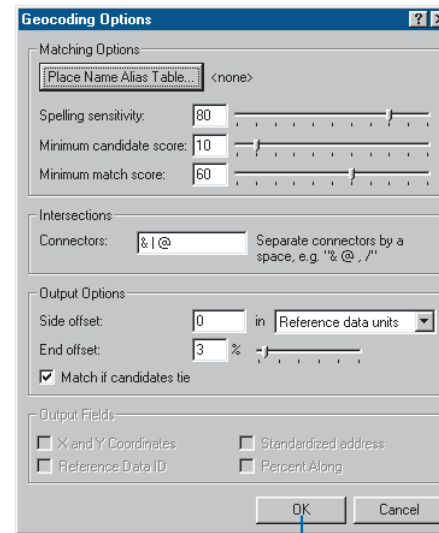 Geocoding Options
Matching Options
Place Name Alias Table... <none>
Spelling sensitivity: 80
Minimum candidate score: 10
Minimum match score: 60
Intersections
Connectors: & | @ Separate connectors by a
space, e.g. "& @ , /"
Output Options
Side offset: 0 in Reference data units
End offset: 3 %
Match if candidates tie
Output Fields
X and Y Coordinates Standardized address
Reference Data ID Percent Along
OK Cancel